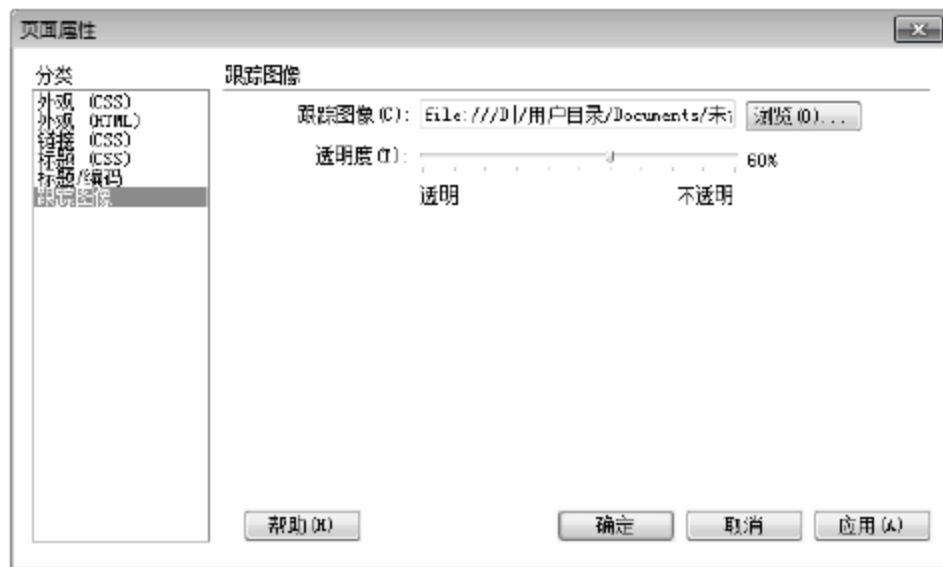 页面属性
分类
外观 (CSS)
外观 (HTML)
链接 (CSS)
标题 (CSS)
标题/编码
跟踪图像
跟踪图像
跟踪图像(C): file:///D|/用户目录/Documents/未 浏览(O)...
透明度(T): 60%
透明 不透明
帮助(H) 确定 取消 应用(A)